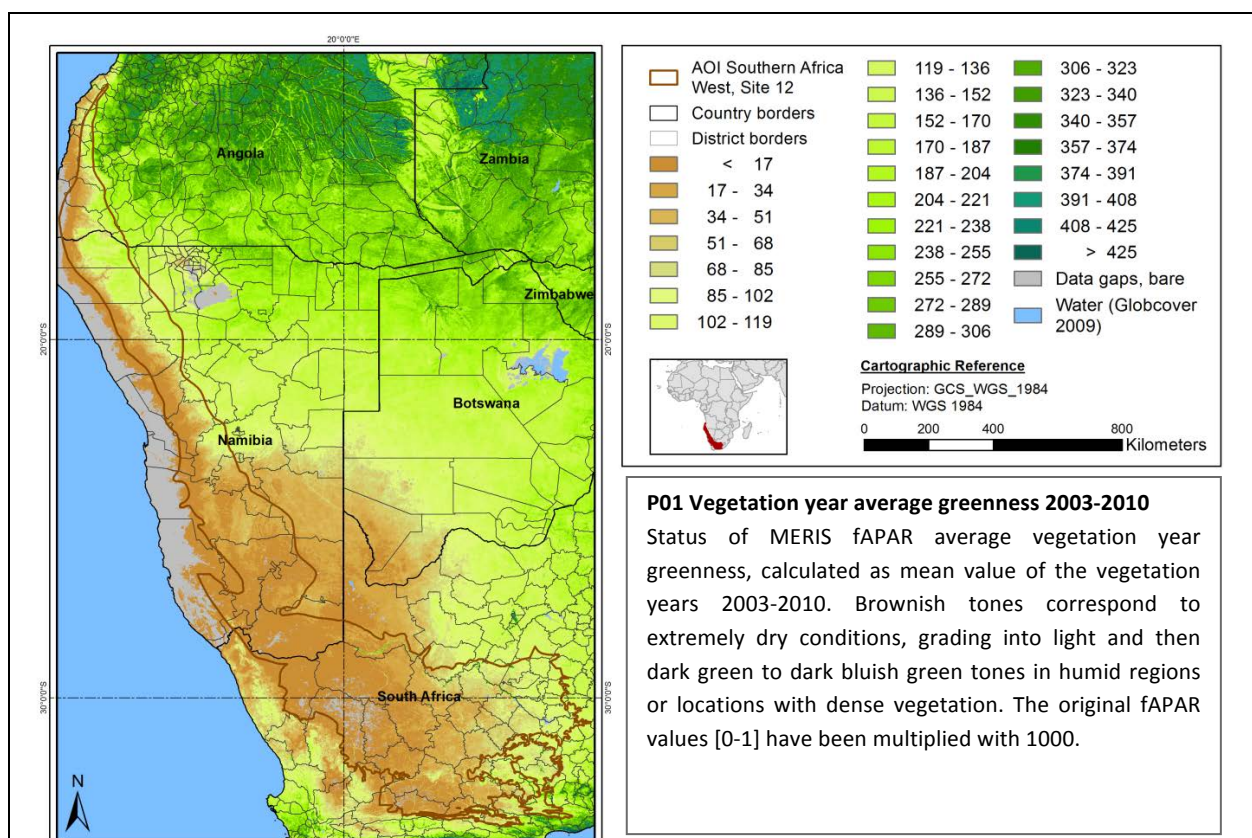 20°0'0"E
Angola
Zambia
Zimbabwe
20°0'0"S
20°0'0"S
Botswana
Namibia
South Africa
30°0'0"S
30°0'0"S
N
AOI Southern Africa
West, Site 12
Country borders
District borders
< 17
17 - 34
34 - 51
51 - 68
68 - 85
85 - 102
102 - 119
119 - 136
136 - 152
152 - 170
170 - 187
187 - 204
204 - 221
221 - 238
238 - 255
255 - 272
272 - 289
289 - 306
306 - 323
323 - 340
340 - 357
357 - 374
374 - 391
391 - 408
408 - 425
> 425
Data gaps, bare
Water (Globcover
2009)
Cartographic Reference
Projection: GCS_WGS_1984
Datum: WGS 1984
0 200 400 800
Kilometers
P01 Vegetation year average greenness 2003-2010
Status of MERIS fAPAR average vegetation year
greenness, calculated as mean value of the vegetation
years 2003-2010. Brownish tones correspond to
extremely dry conditions, grading into light and then
dark green to dark bluish green tones in humid regions
or locations with dense vegetation. The original fAPAR
values [0-1] have been multiplied with 1000.